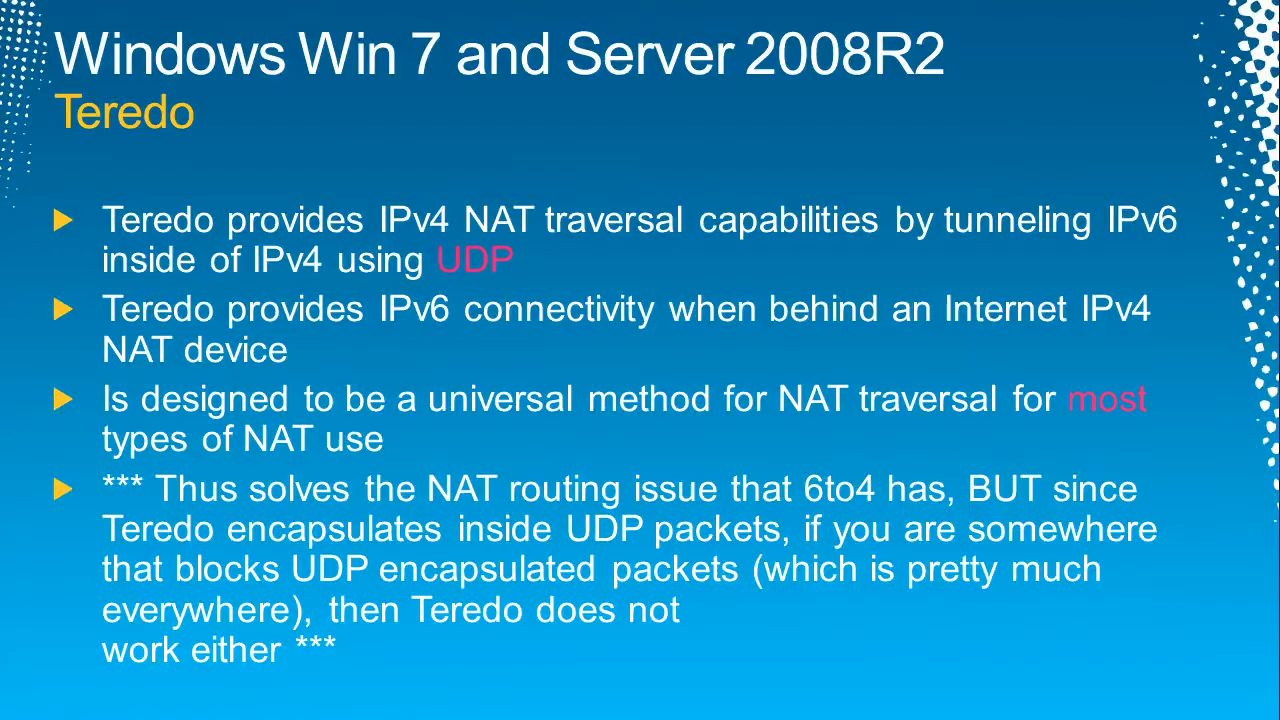 Windows Win 7 and Server 2008R2
Teredo
Teredo provides IPv4 NAT traversal capabilities by tunneling IPv6
inside of IPv4 using UDP
Teredo provides IPv6 connectivity when behind an Internet IPv4
NAT device
Is designed to be a universal method for NAT traversal for most
types of NAT use
*** Thus solves the NAT routing issue that 6to4 has, BUT since
Teredo encapsulates inside UDP packets, if you are somewhere
that blocks UDP encapsulated packets (which is pretty much
everywhere), then Teredo does not
work either ***